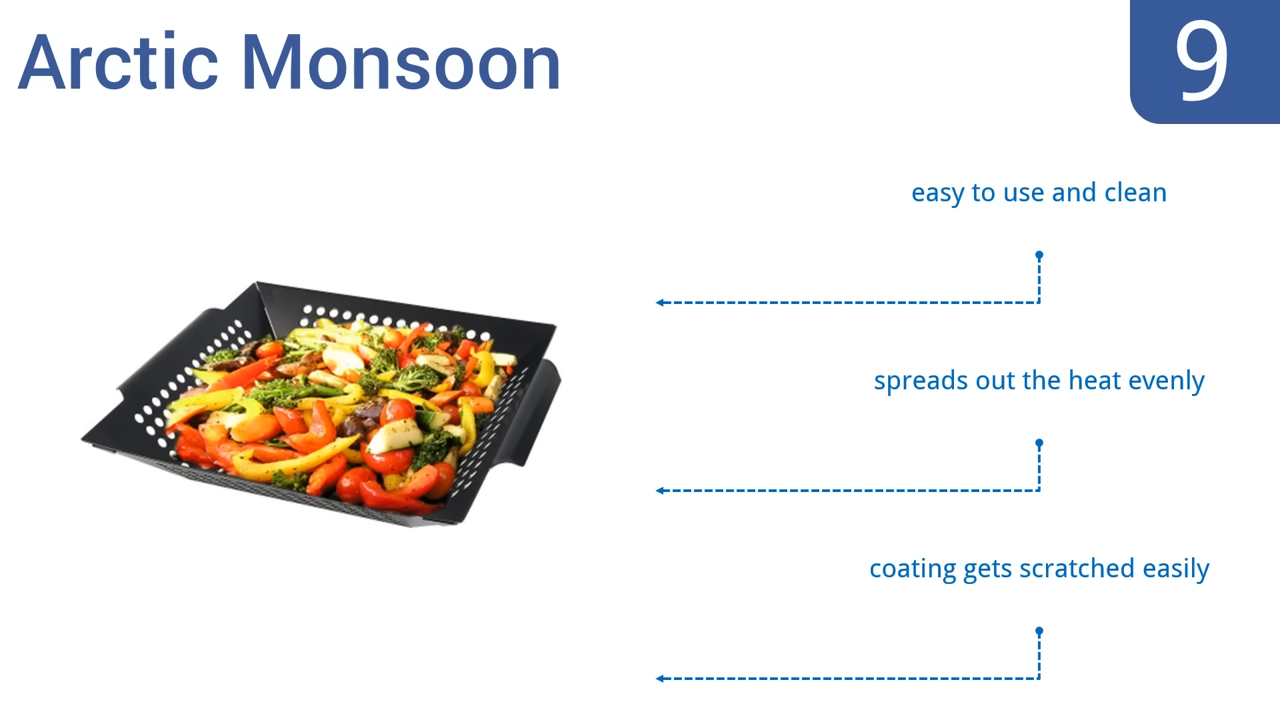 Arctic Monsoon
9
easy to use and clean
spreads out the heat evenly
coating gets scratched easily